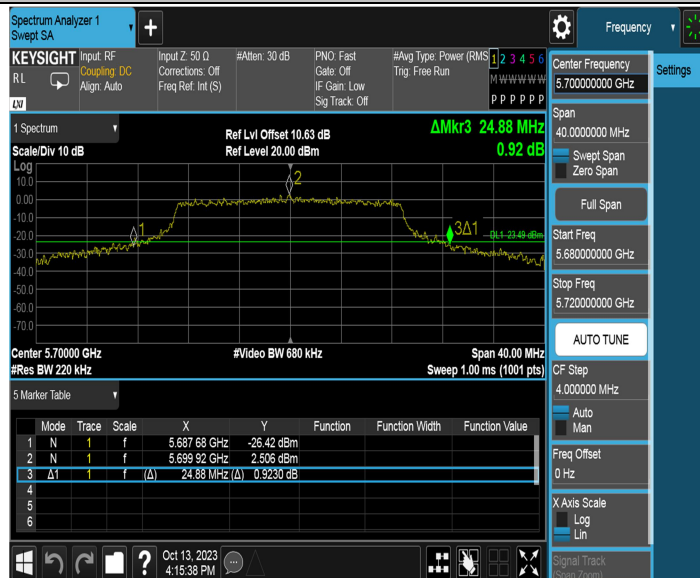 Spectrum Analyzer 1
Swept SA
+
Frequency
KEYSIGHT
RL
LXI
Input: RF
Coupling: DC
Align: Auto
Input Z: 50 Ω
Corrections: Off
Freq Ref: Int (S)
#Atten: 30 dB
PNO: Fast
Gate: Off
IF Gain: Low
Sig Track: Off
#Avg Type: Power (RMS
Trig: Free Run
1 2 3 4 5 6
M W W W W W
P P P P P P
Center Frequency
5.700000000 GHz
Settings
Span
40.0000000 MHz
Swept Span
Zero Span
Full Span
Start Freq
5.680000000 GHz
Stop Freq
5.720000000 GHz
AUTO TUNE
CF Step
4.000000 MHz
Auto
Man
Freq Offset
0 Hz
X Axis Scale
Log
Lin
Signal Track
(Span Zoom)
1 Spectrum
Scale/Div 10 dB
Ref Lvl Offset 10.63 dB
Ref Level 20.00 dBm
ΔMkr3 24.88 MHz
0.92 dB
Log
10.0
0.00
-10.0
-20.0
-30.0
-40.0
-50.0
-60.0
-70.0
1
2
3Δ1
DL1 -23.49 dBm
Center 5.70000 GHz
#Res BW 220 kHz
#Video BW 680 kHz
Span 40.00 MHz
Sweep 1.00 ms (1001 pts)
5 Marker Table
Mode Trace Scale X Y Function Function Width Function Value
1 N 1 f 5.687 68 GHz -26.42 dBm
2 N 1 f 5.699 92 GHz 2.506 dBm
3 Δ1 1 f (Δ) 24.88 MHz (Δ) 0.9230 dB
4
5
6
?
Oct 13, 2023
4:15:38 PM